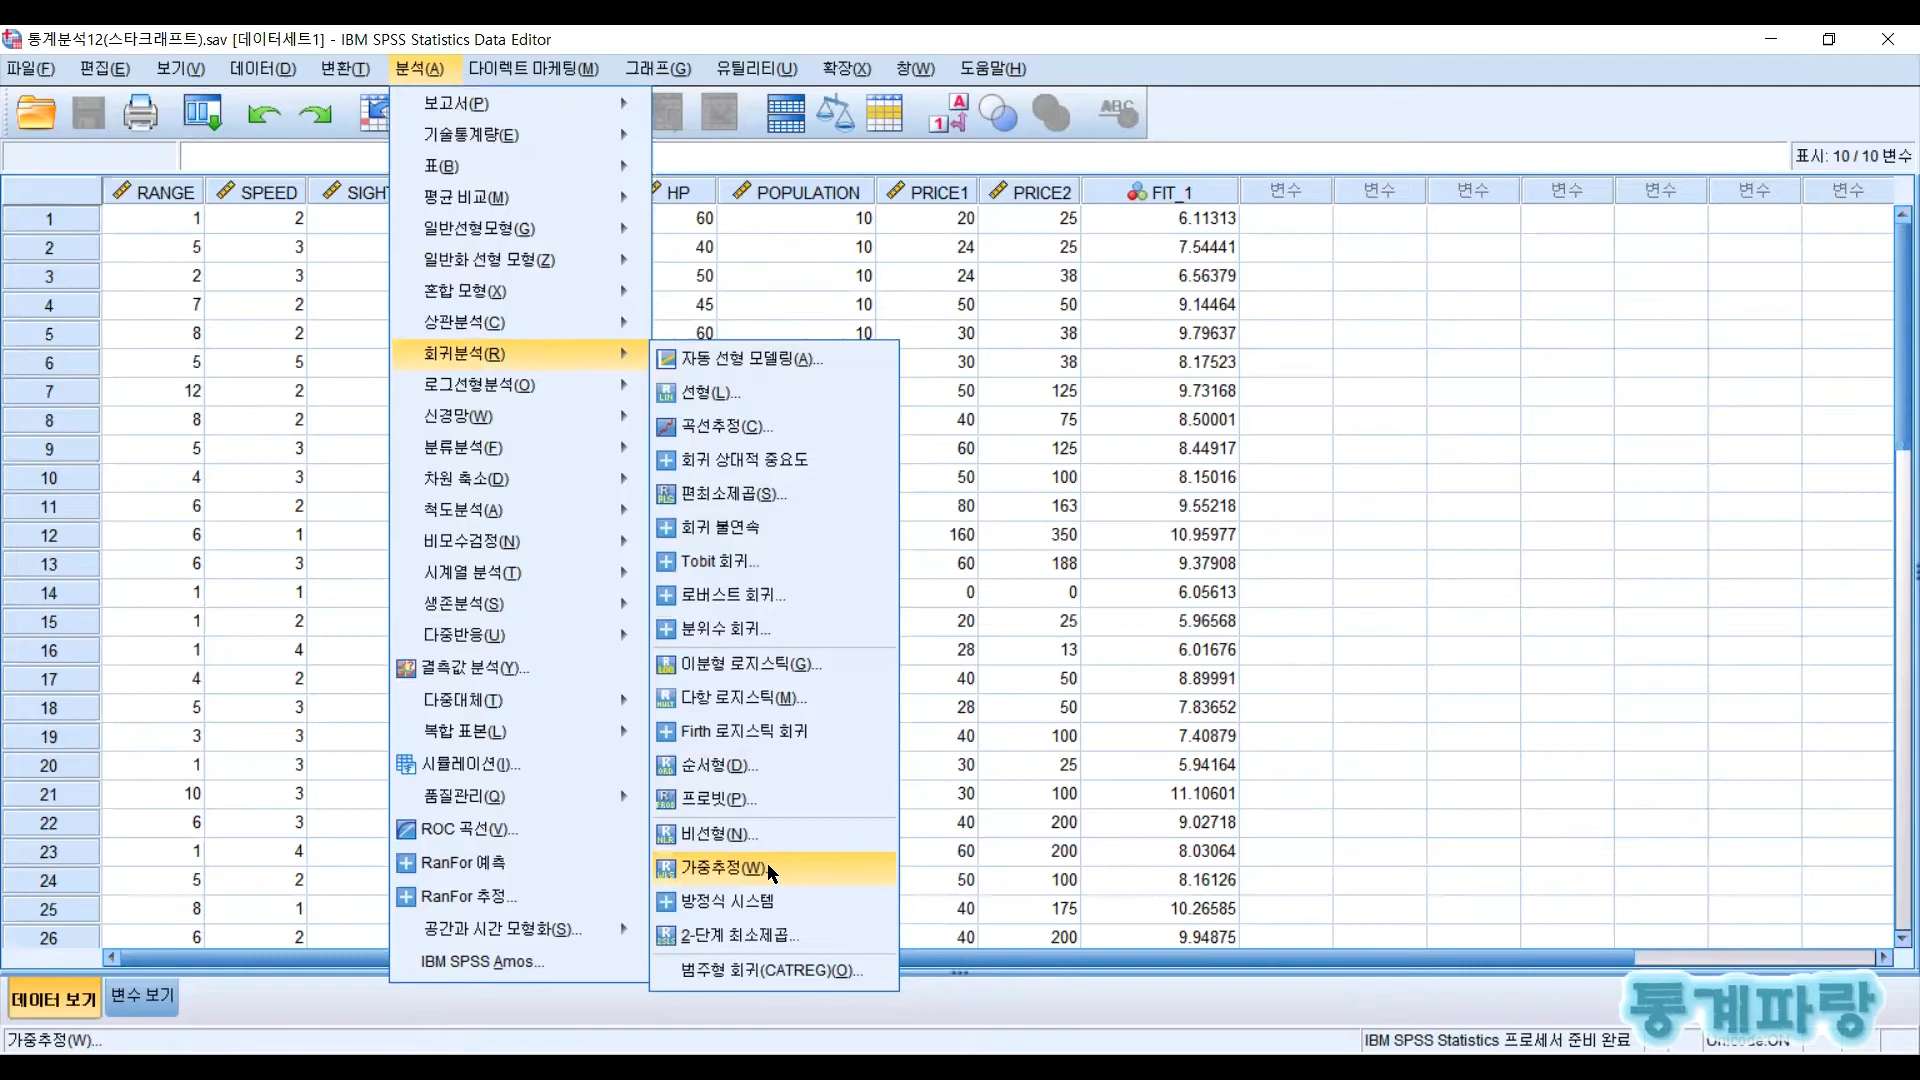 통계분석12(스타크래프트).sav [데이터세트1] - IBM SPSS Statistics Data Editor
파일(F) 편집(E) 보기(V) 데이터(D) 변환(T) 분석(A) 다이렉트 마케팅(M) 그래프(G) 유틸리티(U) 확장(X) 창(W) 도움말(H)
보고서(P)
기술통계량(E)
표(B)
평균 비교(M)
일반선형모형(G)
일반화 선형 모형(Z)
혼합 모형(X)
상관분석(C)
회귀분석(R)
로그선형분석(O)
신경망(W)
분류분석(F)
차원 축소(D)
척도분석(A)
비모수검정(N)
시계열 분석(T)
생존분석(S)
다중반응(U)
결측값 분석(Y)...
다중대체(T)
복합 표본(L)
시뮬레이션(I)...
품질관리(Q)
ROC 곡선(V)...
RanFor 예측
RanFor 추정...
공간과 시간 모형화(S)...
IBM SPSS Amos...
자동 선형 모델링(A)...
선형(L)...
곡선추정(C)...
회귀 상대적 중요도
편최소제곱(S)...
회귀 불연속
Tobit 회귀...
로버스트 회귀...
분위수 회귀...
이분형 로지스틱(G)...
다항 로지스틱(M)...
Firth 로지스틱 회귀
순서형(D)...
프로빗(P)...
비선형(N)...
가중추정(W)
방정식 시스템
2-단계 최소제곱...
범주형 회귀(CATREG)(O)...
A
1
ABC
표시: 10 / 10 변수
RANGE SPEED SIGHT HP POPULATION PRICE1 PRICE2 FIT_1 변수 변수 변수 변수 변수 변수 변수
1 1 2 60 10 20 25 6.11313
2 5 3 40 10 24 25 7.54441
3 2 3 50 10 24 38 6.56379
4 7 2 45 10 50 50 9.14464
5 8 2 60 10 30 38 9.79637
6 5 5 30 38 8.17523
7 12 2 50 125 9.73168
8 8 2 40 75 8.50001
9 5 3 60 125 8.44917
10 4 3 50 100 8.15016
11 6 2 80 163 9.55218
12 6 1 160 350 10.95977
13 6 3 60 188 9.37908
14 1 1 0 0 6.05613
15 1 2 20 25 5.96568
16 1 4 28 13 6.01676
17 4 2 40 50 8.89991
18 5 3 28 50 7.83652
19 3 3 40 100 7.40879
20 1 3 30 25 5.94164
21 10 3 30 100 11.10601
22 6 3 40 200 9.02718
23 1 4 60 200 8.03064
24 5 2 50 100 8.16126
25 8 1 40 175 10.26585
26 6 2 40 200 9.94875
데이터 보기 변수 보기
통계파랑
가중추정(W)...
IBM SPSS Statistics 프로세서 준비 완료
Unicode:ON